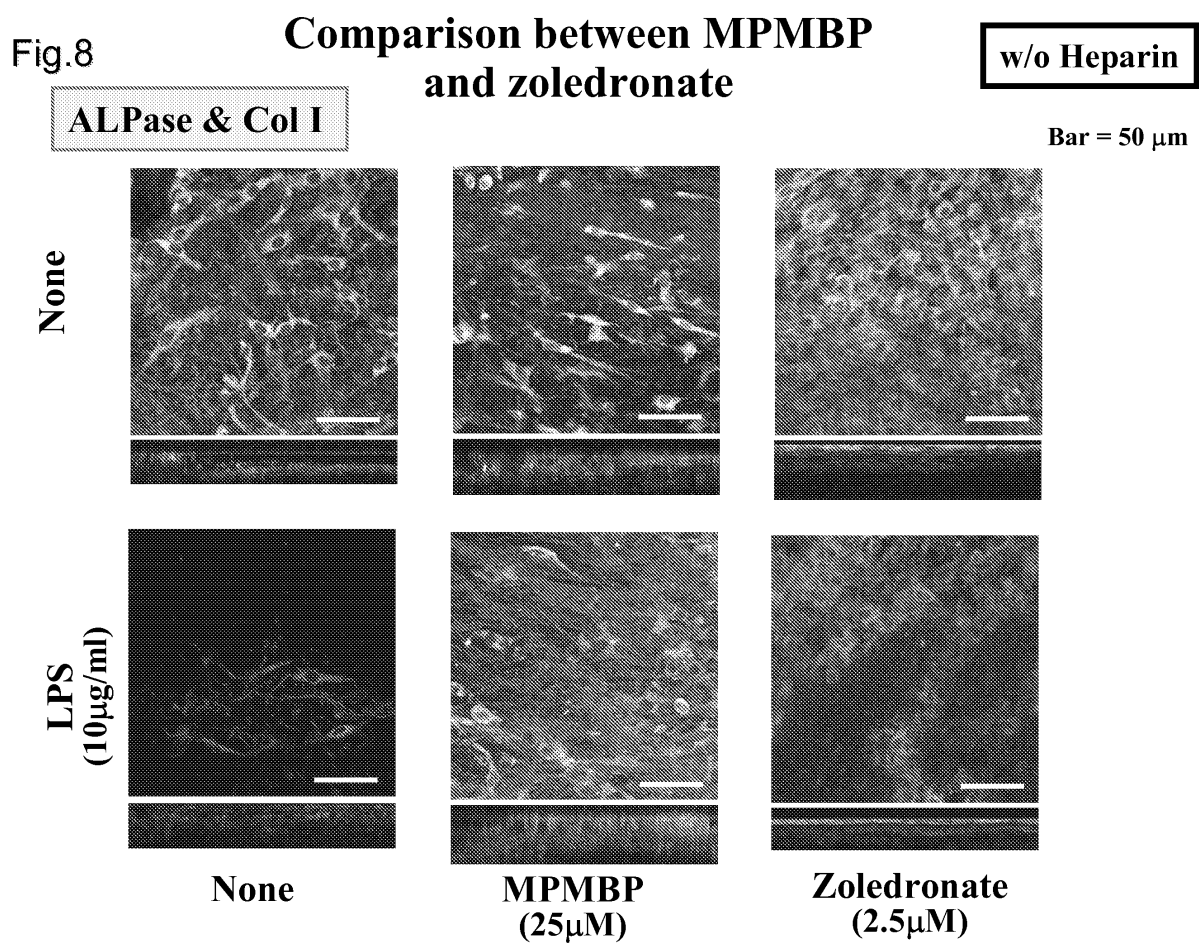 Fig.8
Comparison between MPMBP
and zoledronate
w/o Heparin
ALPase & Col I
Bar = 50 μm
None
LPS
(10μg/ml)
None
MPMBP
(25μM)
Zoledronate
(2.5μM)